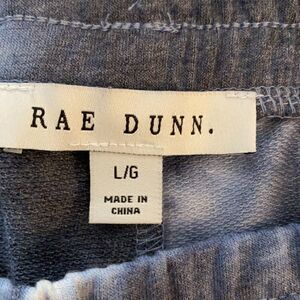 RAE DUNN.
L/G
MADE IN
CHINA